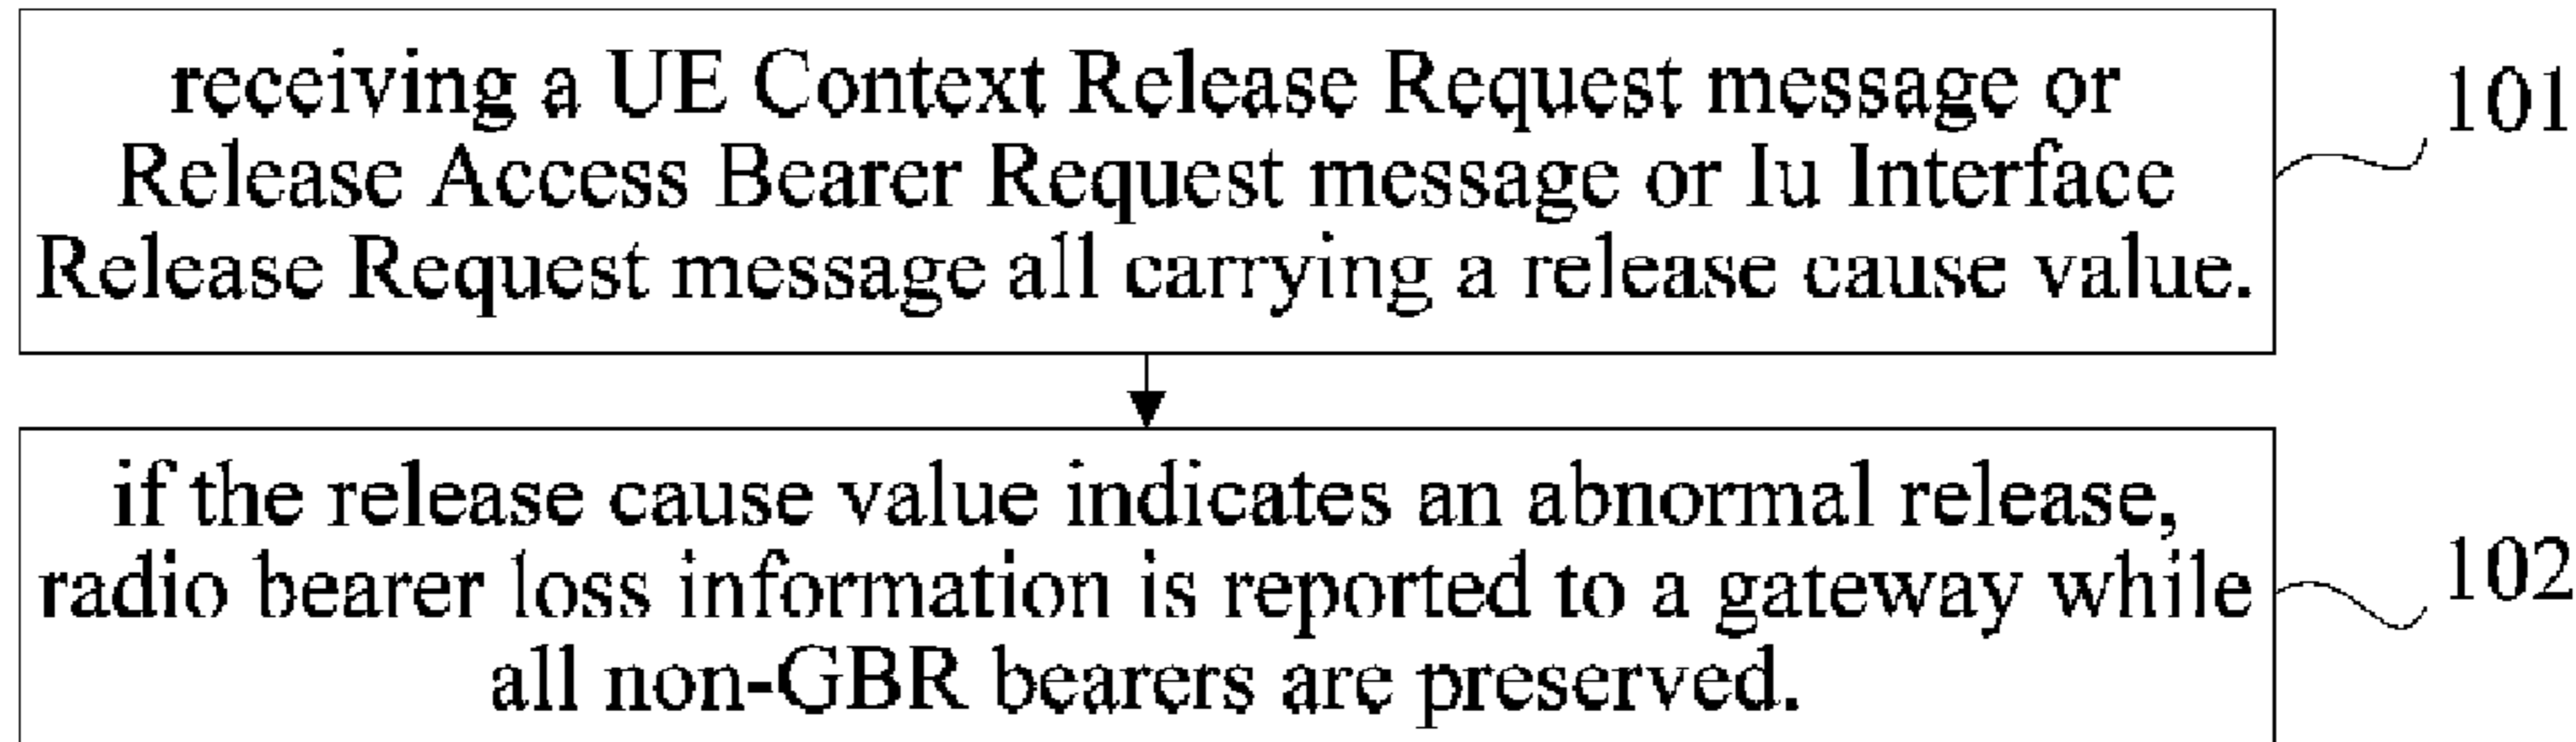 receiving a UE Context Release Request message or
Release Access Bearer Request message or Iu Interface
Release Request message all carrying a release cause value.
101
if the release cause value indicates an abnormal release,
radio bearer loss information is reported to a gateway while
all non-GBR bearers are preserved.
102